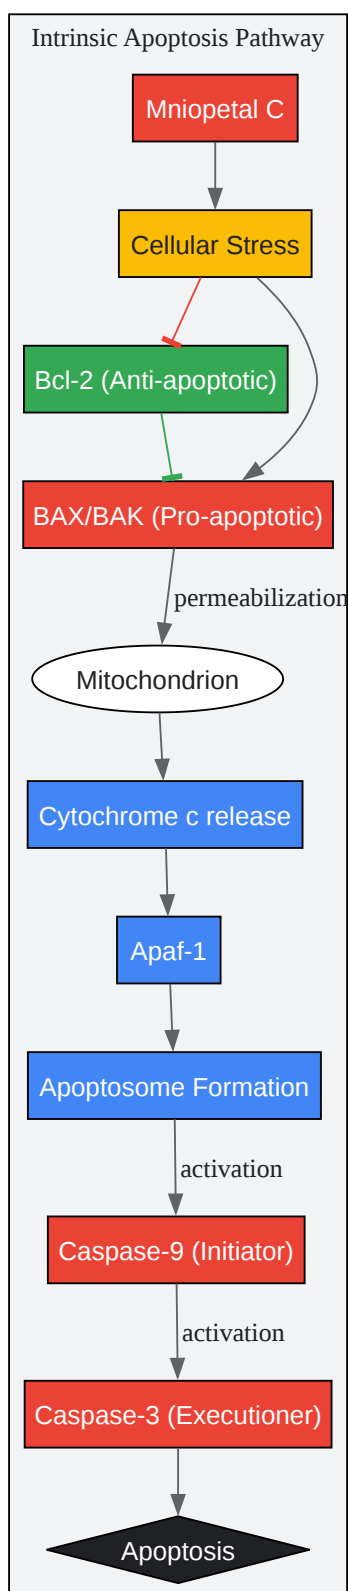 Intrinsic Apoptosis Pathway
Mniopetal C
Cellular Stress
Bcl-2 (Anti-apoptotic)
BAX/BAK (Pro-apoptotic)
permeabilization
Mitochondrion
Cytochrome c release
Apaf-1
Apoptosome Formation
activation
Caspase-9 (Initiator)
activation
Caspase-3 (Executioner)
Apoptosis